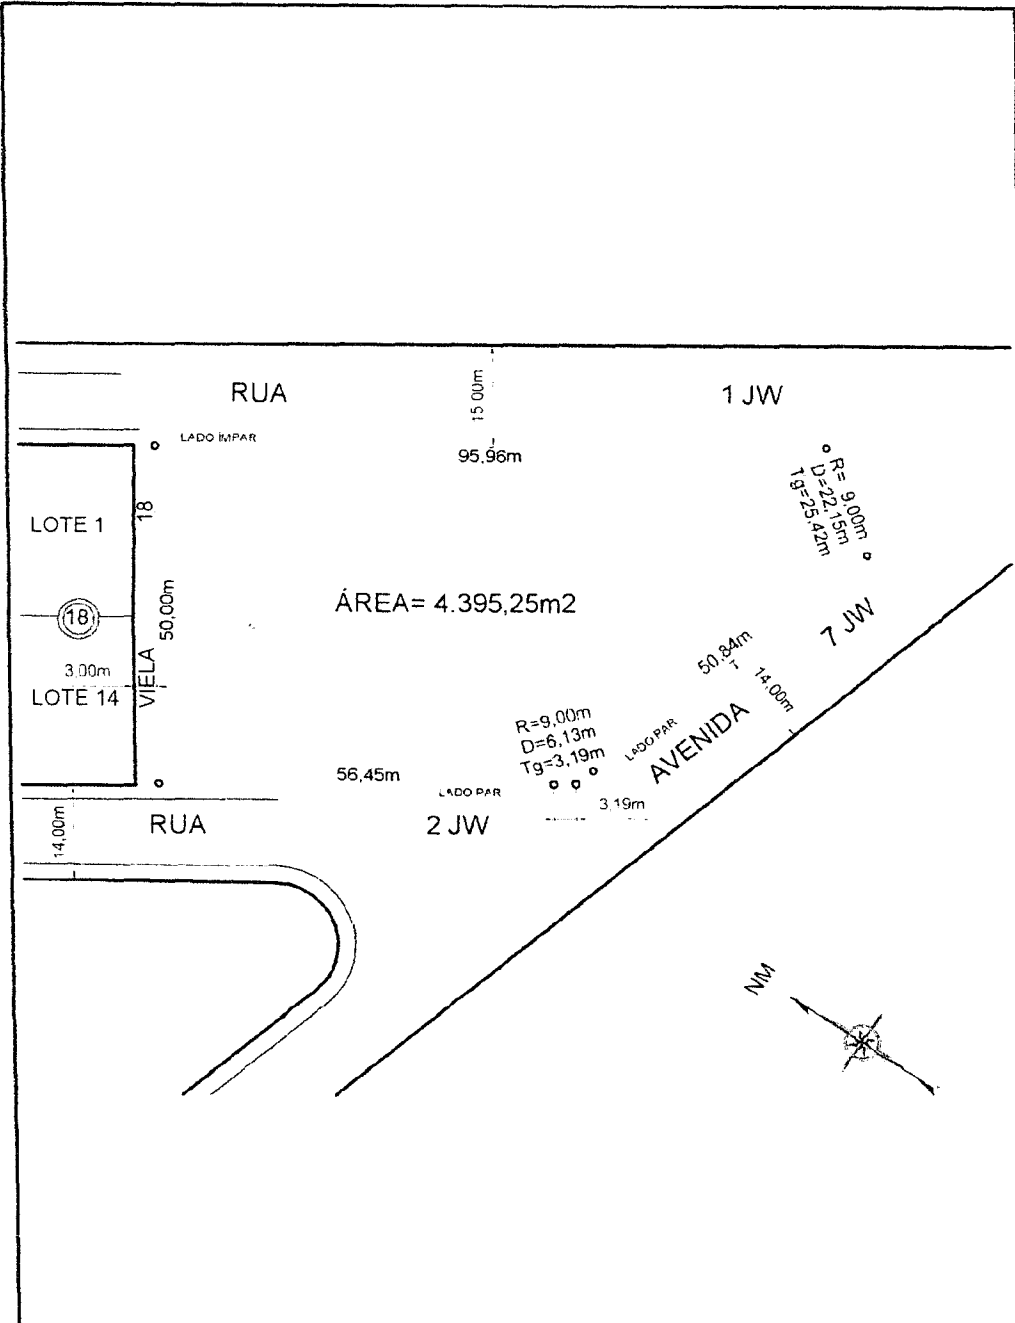 RUA
1 JW
15 00m
LADO ÍMPAR
95,96m
R= 9,00m
D=22,15m
Tg=25,42m
LOTE 1
18
ÁREA= 4.395,25m2
50,00m
18
7 JW
50,84m
14,00m
3,00m
LOTE 14
VIELA
R=9,00m
D=6,13m
Tg=3,19m
LADO PAR
AVENIDA
56,45m
LADO PAR
3,19m
14,00m
RUA
2 JW
NM